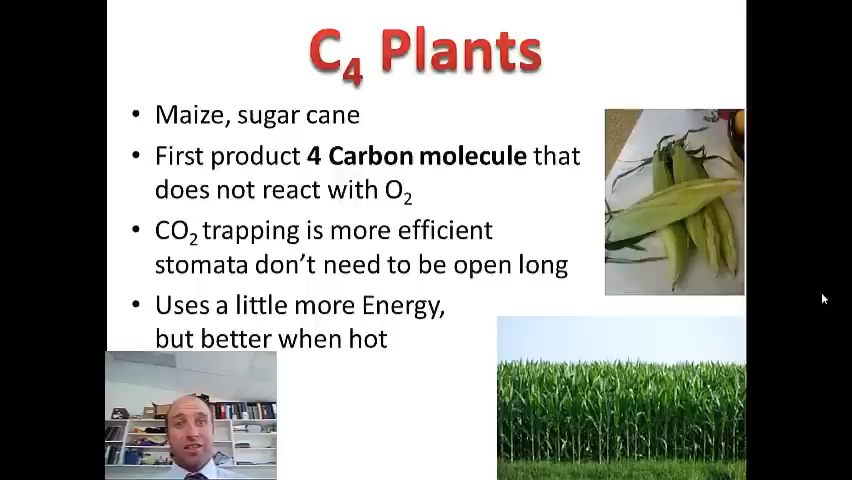 C₄ Plants
• Maize, sugar cane
• First product 4 Carbon molecule that
does not react with O₂
• CO₂ trapping is more efficient
stomata don’t need to be open long
• Uses a little more Energy,
but better when hot